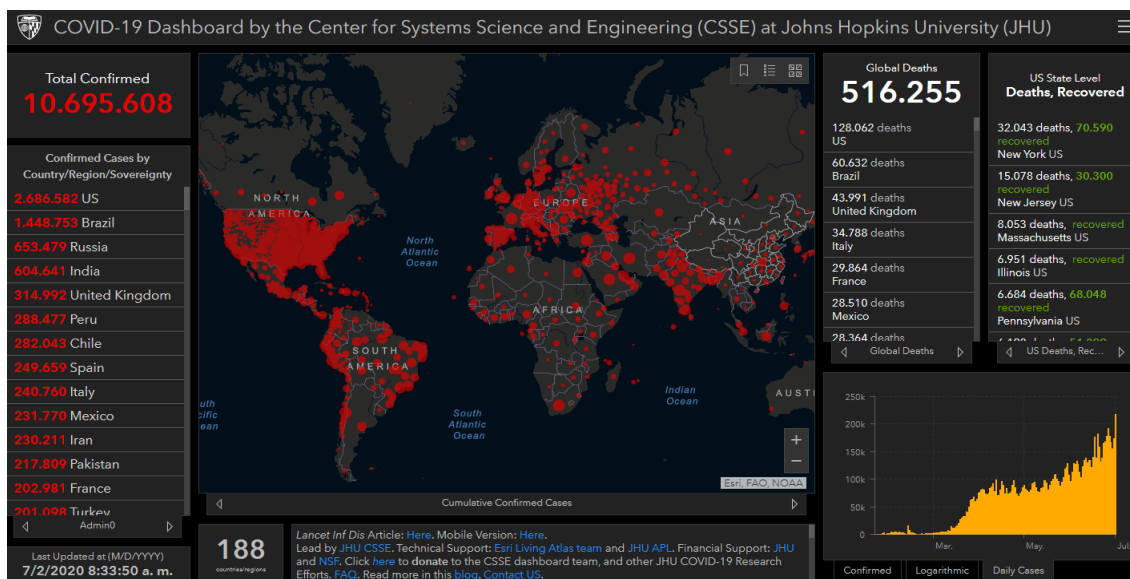 COVID-19 Dashboard by the Center for Systems Science and Engineering (CSSE) at Johns Hopkins University (JHU)
Total Confirmed
10.695.608
Confirmed Cases by
Country/Region/Sovereignty
2.686.582 US
1.448.753 Brazil
653.479 Russia
604.641 India
314.992 United Kingdom
288.477 Peru
282.043 Chile
249.659 Spain
240.760 Italy
231.770 Mexico
230.211 Iran
217.809 Pakistan
202.981 France
201.098 Turkey
Admin0
Last Updated at (M/D/YYYY)
7/2/2020 8:33:50 a. m.
NORTH
AMERICA
North
Atlantic
Ocean
EUROPE
ASIA
AFRICA
SOUTH
AMERICA
South
Atlantic
Ocean
Indian
Ocean
AUST
uth
cific
ean
+
−
Esri, FAO, NOAA
Cumulative Confirmed Cases
188
countries/regions
Lancet Inf Dis Article: Here. Mobile Version: Here.
Lead by JHU CSSE. Technical Support: Esri Living Atlas team and JHU APL. Financial Support: JHU
and NSF. Click here to donate to the CSSE dashboard team, and other JHU COVID-19 Research
Efforts. FAQ. Read more in this blog. Contact US.
Global Deaths
516.255
128.062 deaths
US
60.632 deaths
Brazil
43.991 deaths
United Kingdom
34.788 deaths
Italy
29.864 deaths
France
28.510 deaths
Mexico
28.364 deaths
Global Deaths
US State Level
Deaths, Recovered
32.043 deaths, 70.590
recovered
New York US
15.078 deaths, 30.300
recovered
New Jersey US
8.053 deaths, recovered
Massachusetts US
6.951 deaths, recovered
Illinois US
6.684 deaths, 68.048
recovered
Pennsylvania US
US Deaths, Rec...
250k
200k
150k
100k
50k
0
Mar.
May.
Jul.
Confirmed
Logarithmic
Daily Cases